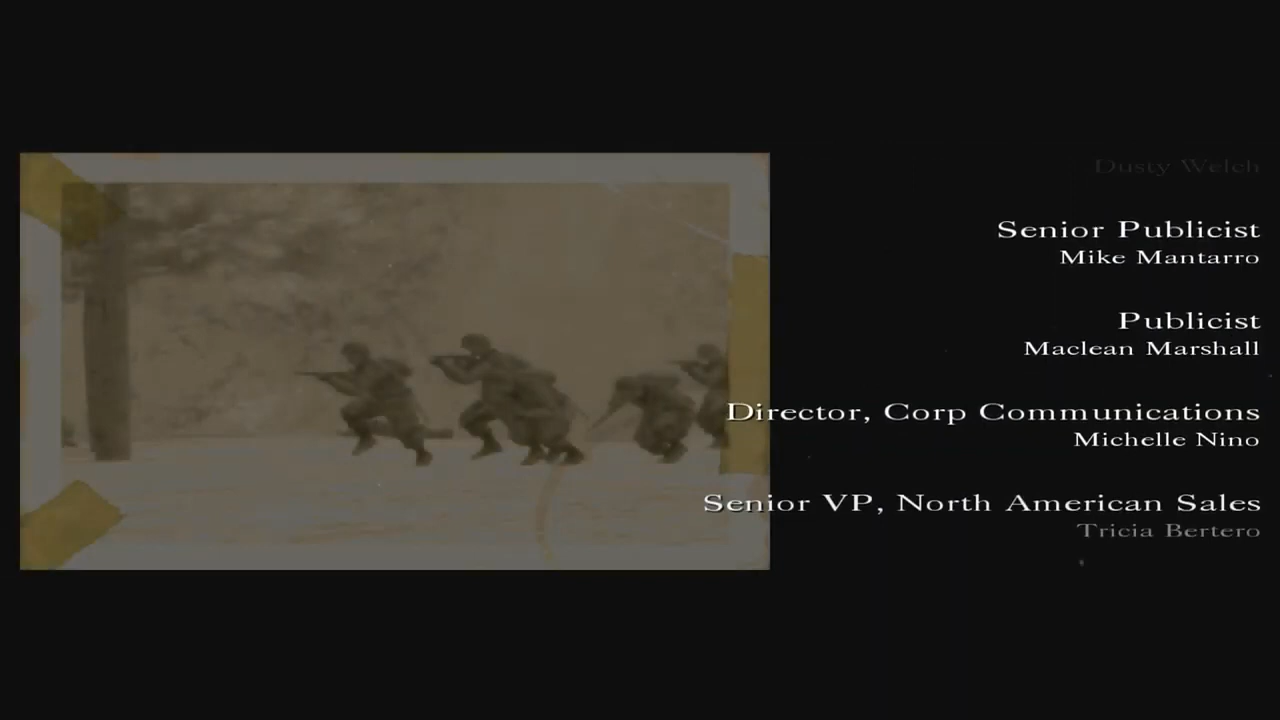 Dusty Welch
Senior Publicist
Mike Mantarro
Publicist
Maclean Marshall
Director, Corp Communications
Michelle Nino
Senior VP, North American Sales
Tricia Bertero